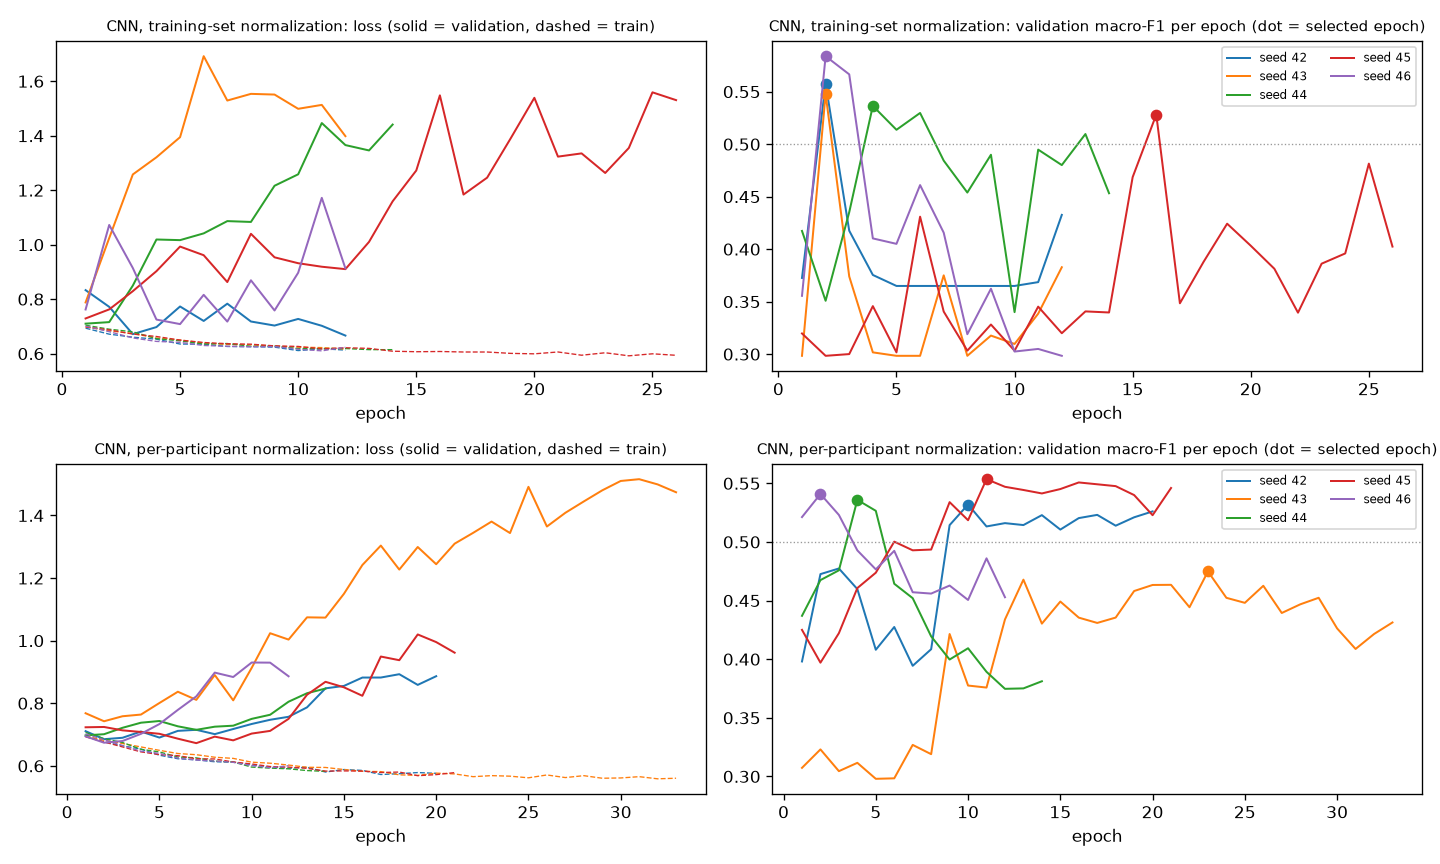 CNN, training-set normalization: loss (solid = validation, dashed = train)
1.6
1.4
1.2
1.0
0.8
0.6
0 5 10 15 20 25
epoch
CNN, training-set normalization: validation macro-F1 per epoch (dot = selected epoch)
seed 42 seed 45
seed 43 seed 46
seed 44
0.55
0.50
0.45
0.40
0.35
0.30
0 5 10 15 20 25
epoch
CNN, per-participant normalization: loss (solid = validation, dashed = train)
1.4
1.2
1.0
0.8
0.6
0 5 10 15 20 25 30
epoch
CNN, per-participant normalization: validation macro-F1 per epoch (dot = selected epoch)
seed 42 seed 45
seed 43 seed 46
seed 44
0.55
0.50
0.45
0.40
0.35
0.30
0 5 10 15 20 25 30
epoch